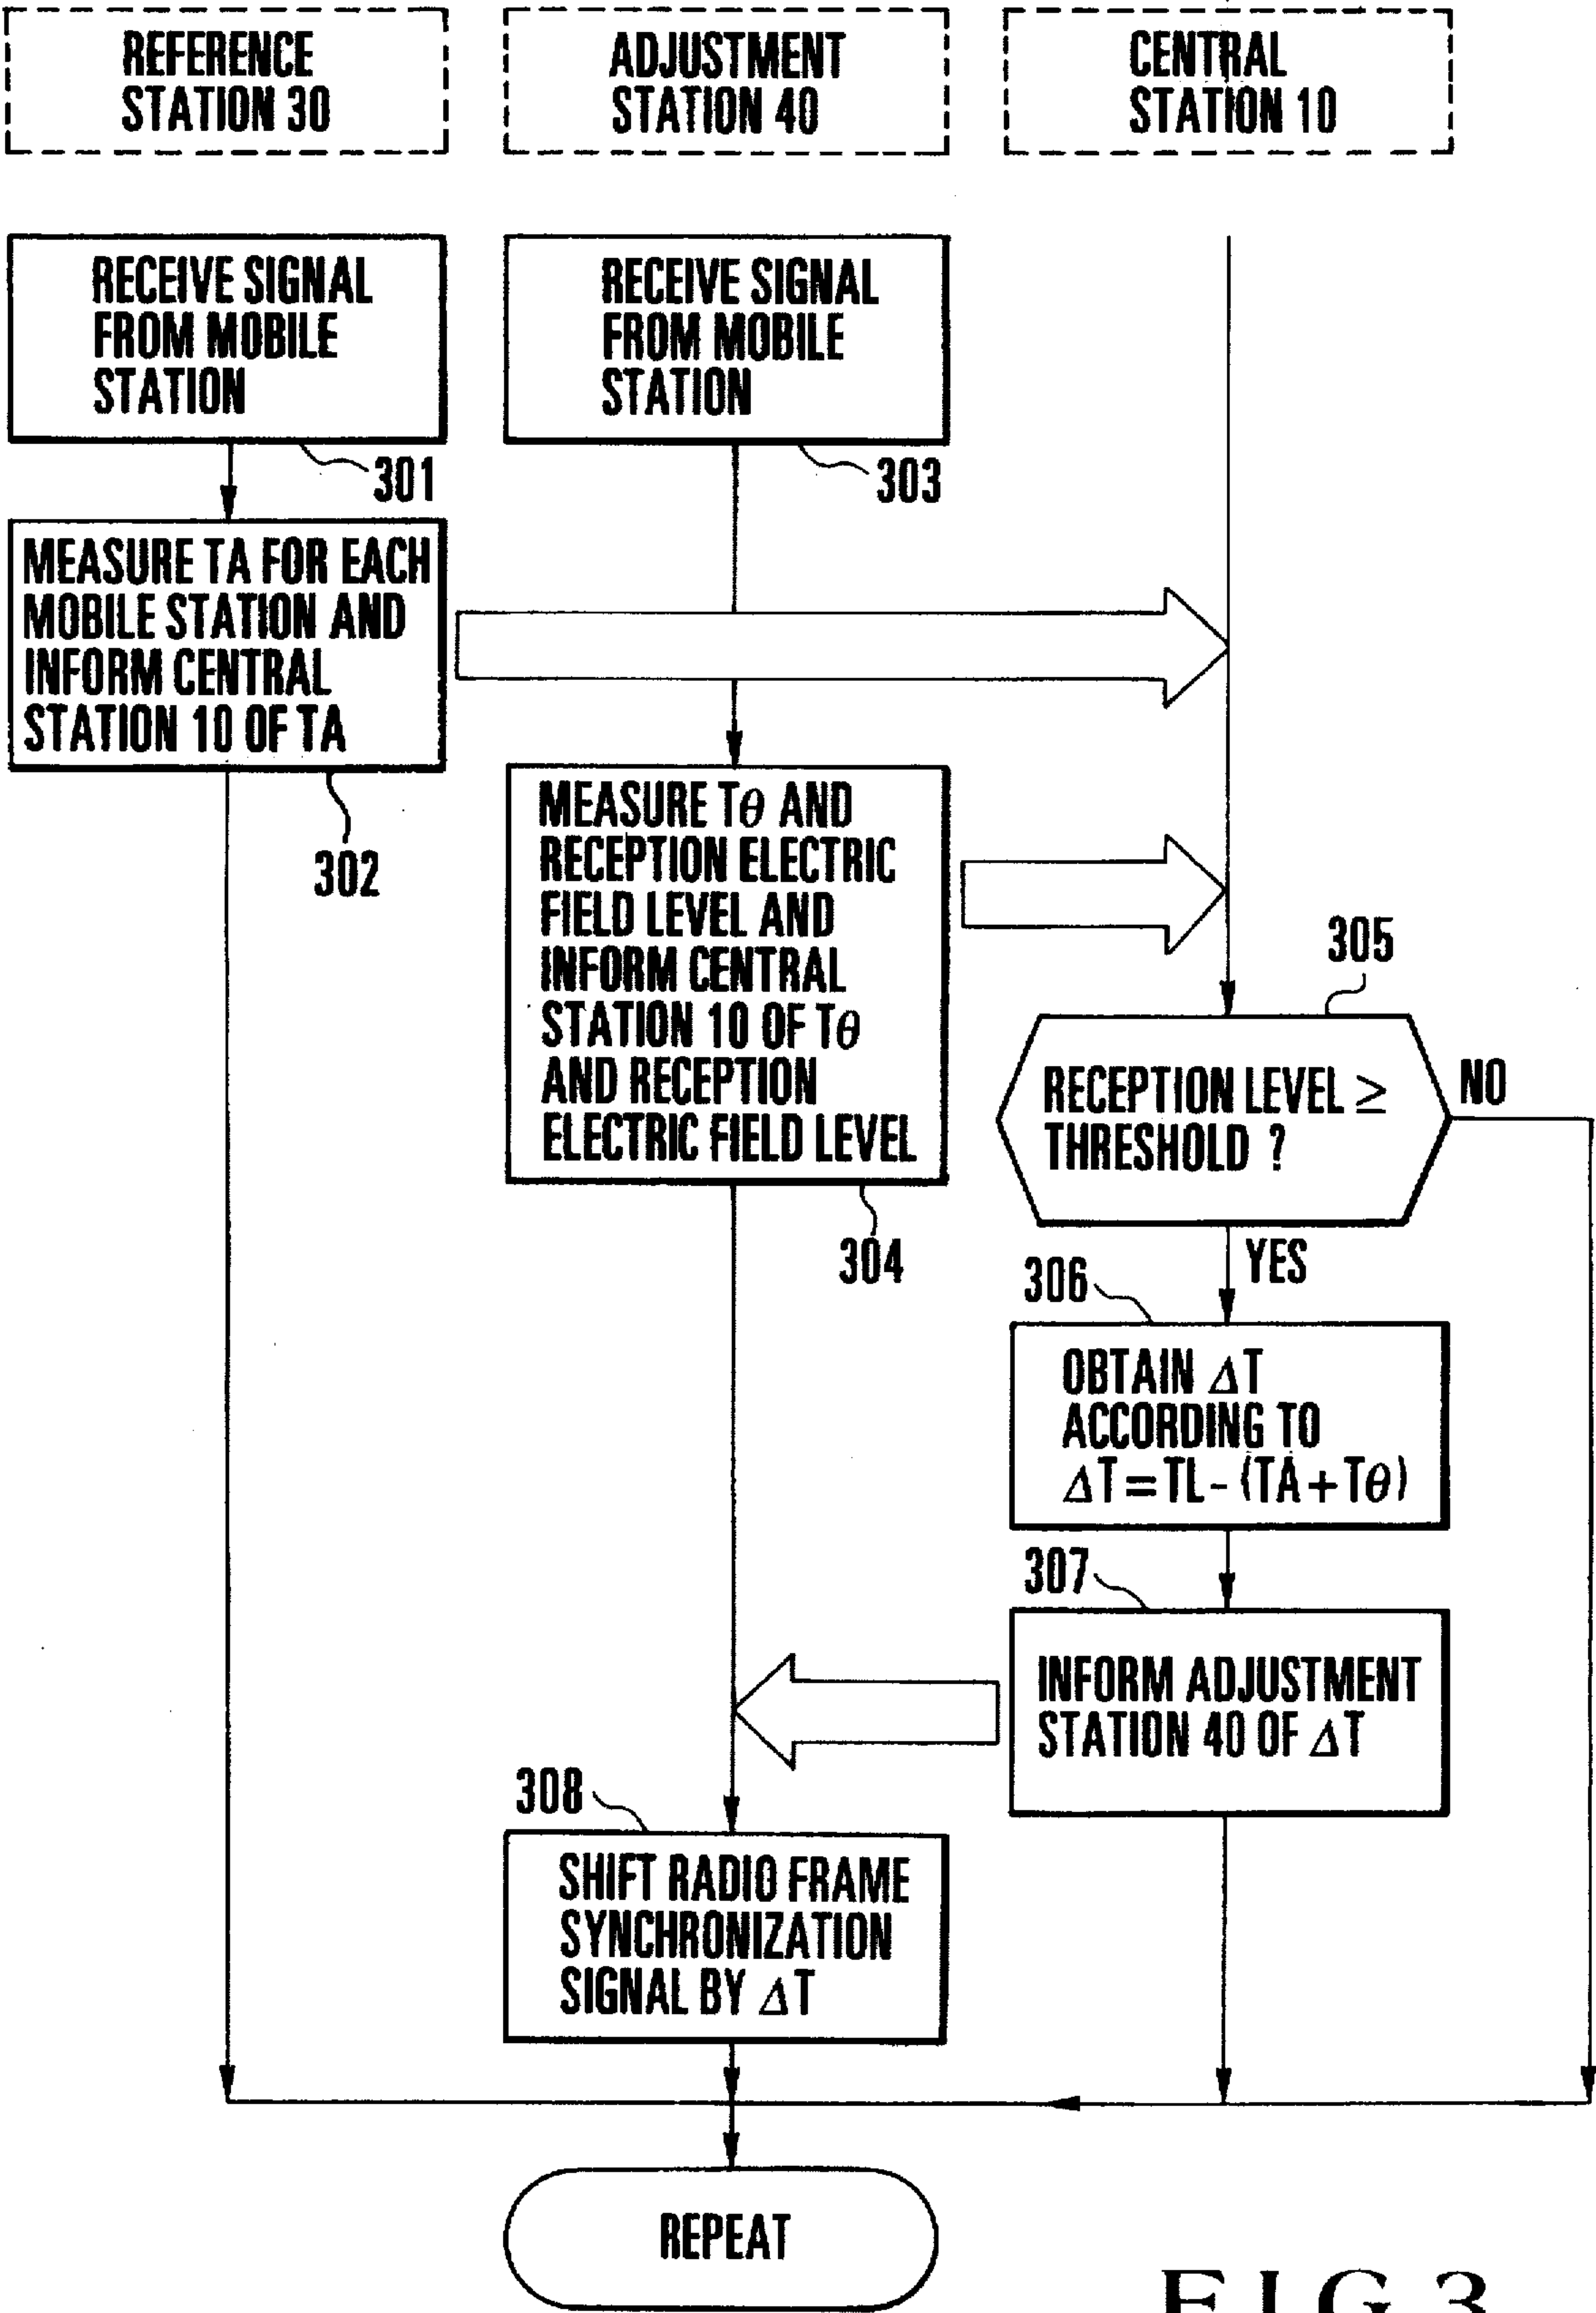 REFERENCE
STATION 30
ADJUSTMENT
STATION 40
CENTRAL
STATION 10
RECEIVE SIGNAL
FROM MOBILE
STATION
301
RECEIVE SIGNAL
FROM MOBILE
STATION
303
MEASURE TA FOR EACH
MOBILE STATION AND
INFORM CENTRAL
STATION 10 OF TA
302
MEASURE Tθ AND
RECEPTION ELECTRIC
FIELD LEVEL AND
INFORM CENTRAL
STATION 10 OF Tθ
AND RECEPTION
ELECTRIC FIELD LEVEL
304
305
RECEPTION LEVEL ≥
THRESHOLD ?
NO
YES
306
OBTAIN ΔT
ACCORDING TO
ΔT=TL-(TA+Tθ)
307
INFORM ADJUSTMENT
STATION 40 OF ΔT
308
SHIFT RADIO FRAME
SYNCHRONIZATION
SIGNAL BY ΔT
REPEAT
FIG.3